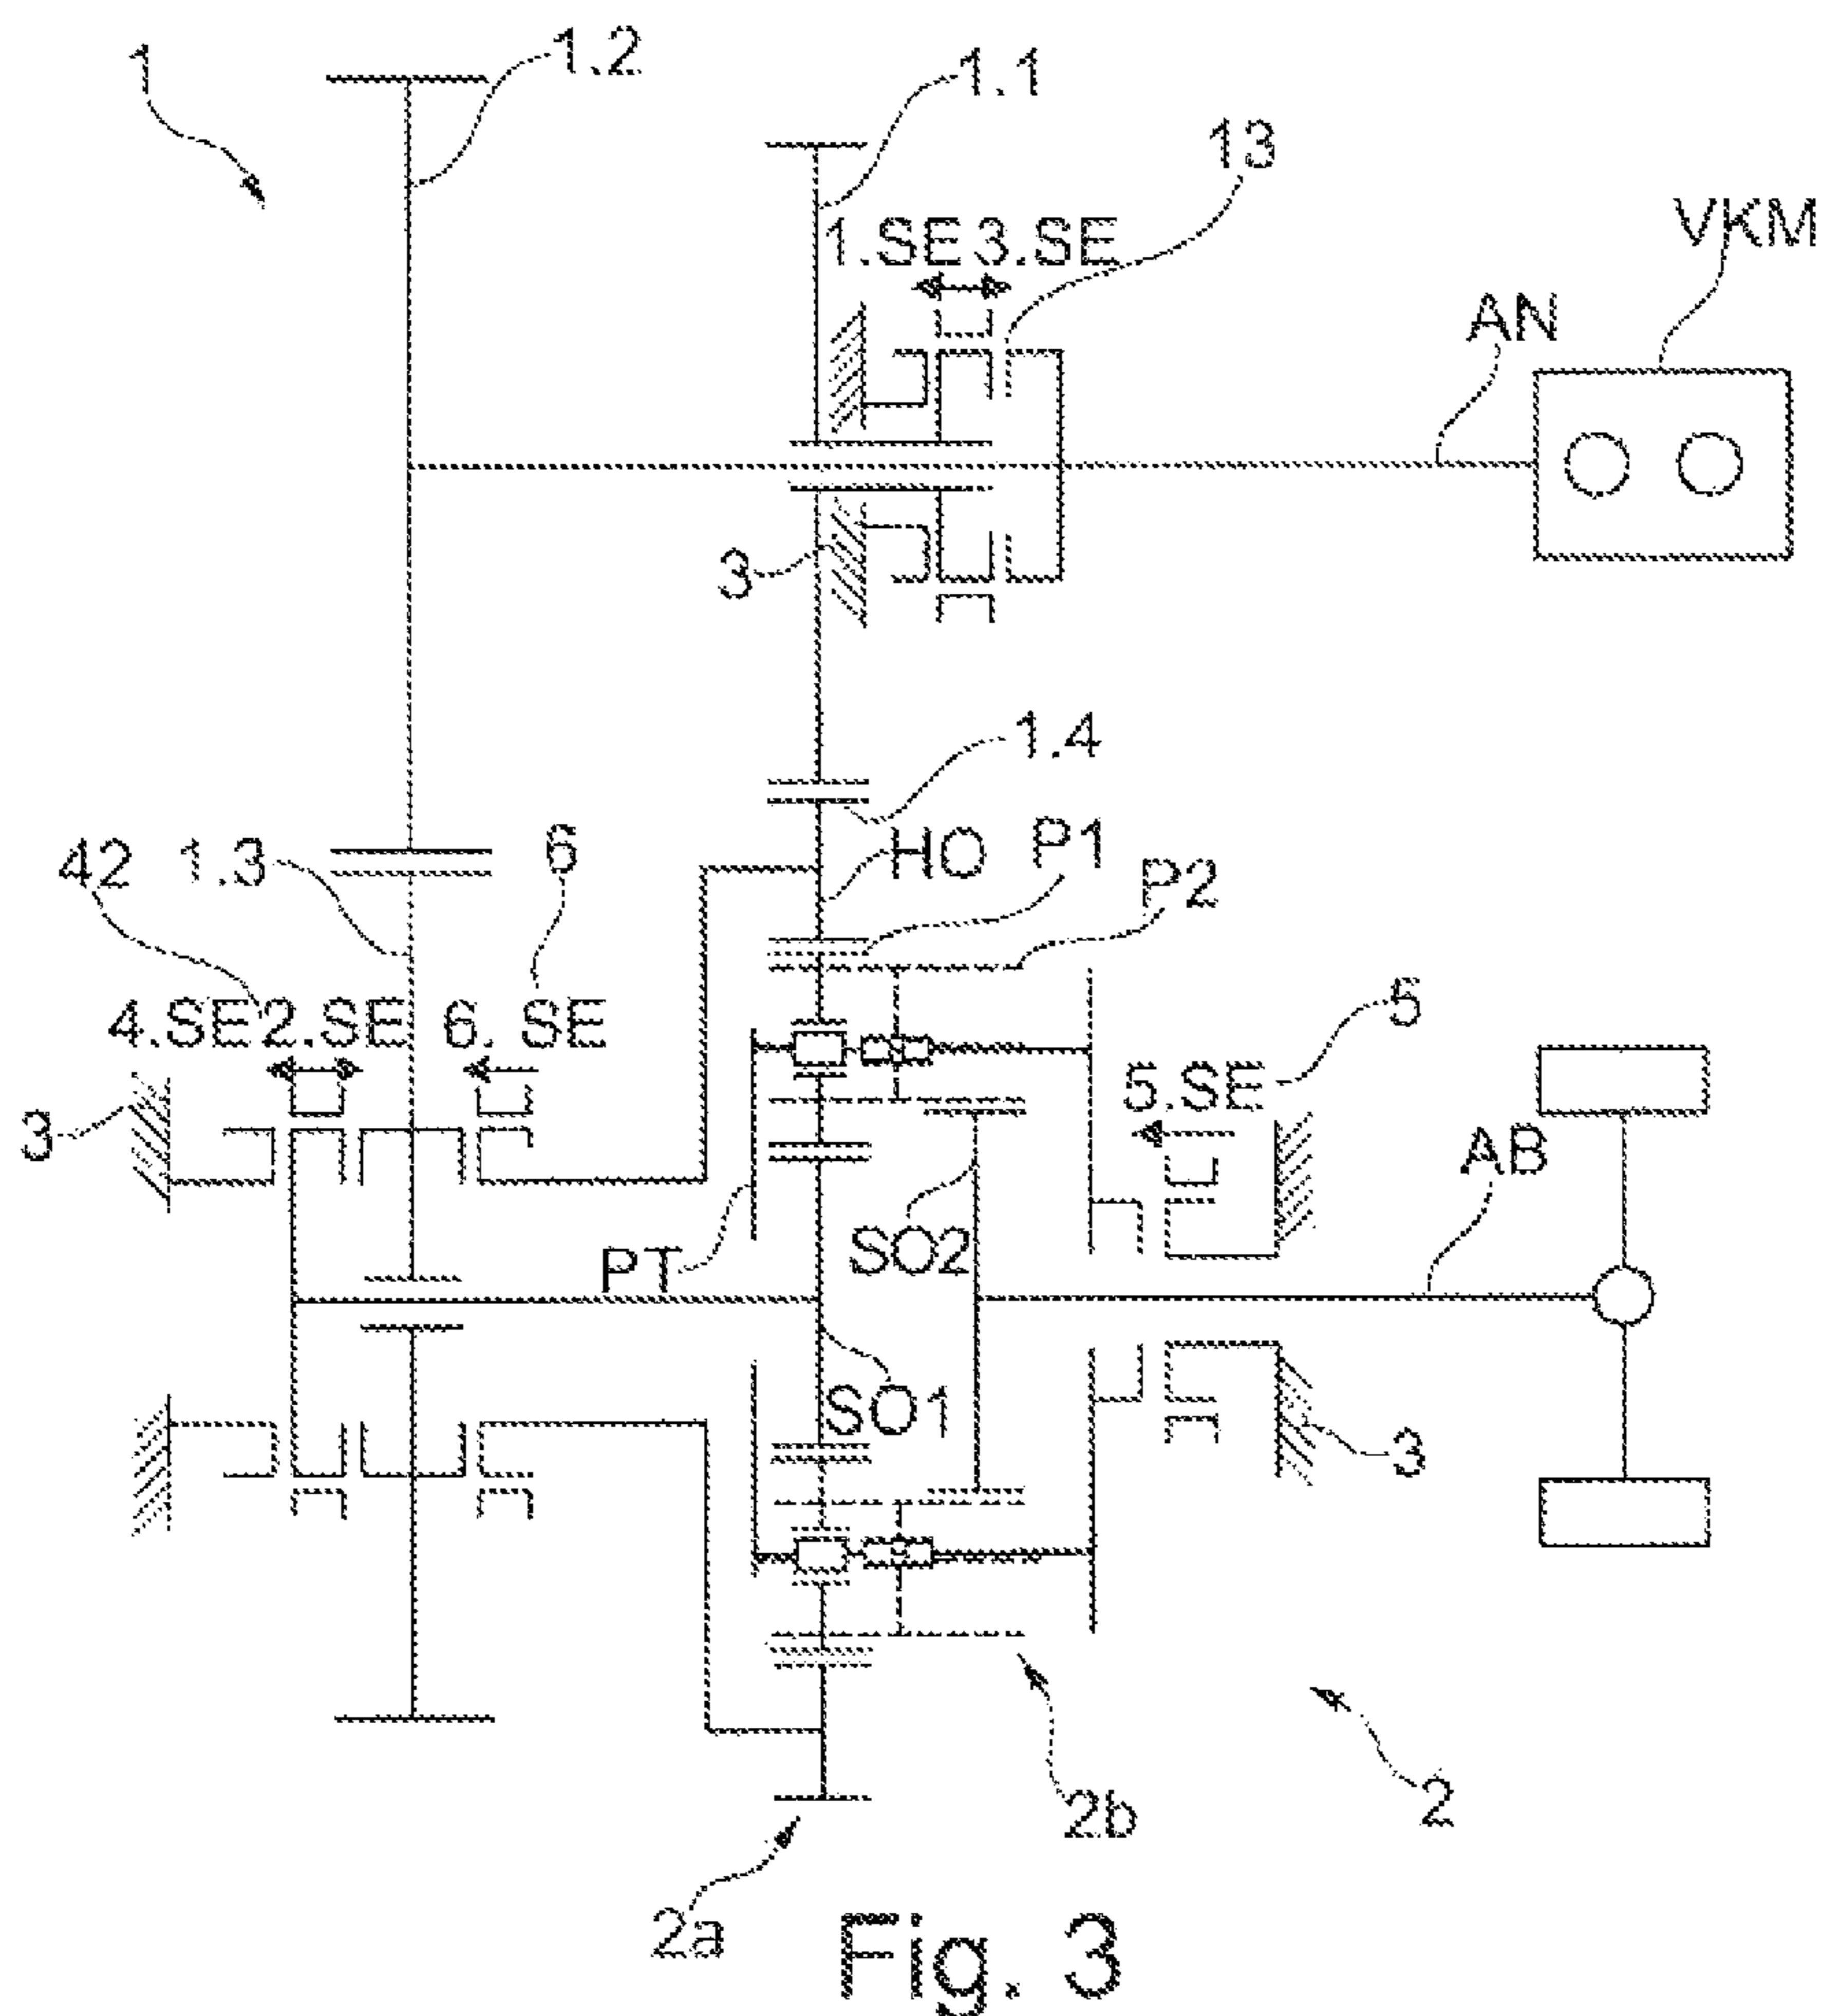 1
1.2
1.1
13
VKM
1.SE 3.SE
AN
3
1.4
42 1.3 6
HO P1
P2
4.SE 2.SE 6. SE
5
3
5.SE
AB
PT
SO2
SO1
3
2b
2
2a
Fig. 3